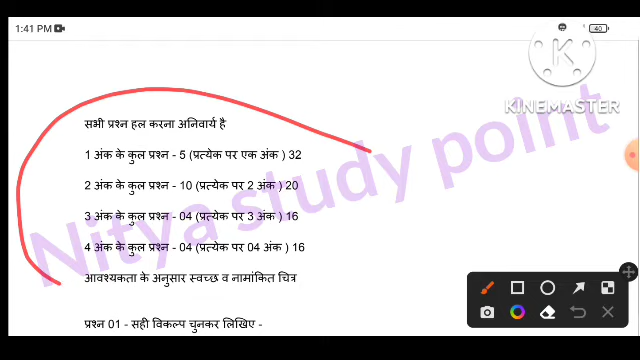 1:41 PM
40
KINEMASTER
सभी प्रश्न हल करना अनिवार्य है
1 अंक के कुल प्रश्न - 5 (प्रत्येक पर एक अंक ) 32
2 अंक के कुल प्रश्न - 10 (प्रत्येक पर 2 अंक ) 20
3 अंक के कुल प्रश्न - 04 (प्रत्येक पर 3 अंक ) 16
4 अंक के कुल प्रश्न - 04 (प्रत्येक पर 04 अंक ) 16
आवश्यकता के अनुसार स्वच्छ व नामांकित चित्र
प्रश्न 01 - सही विकल्प चुनकर लिखिए -
Nitya study point